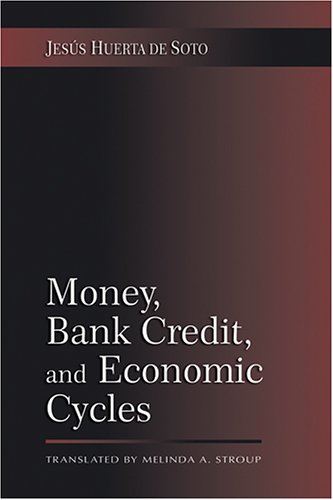 JESÚS HUERTA DE SOTO
Money,
Bank Credit,
and Economic
Cycles
TRANSLATED BY MELINDA A. STROUP